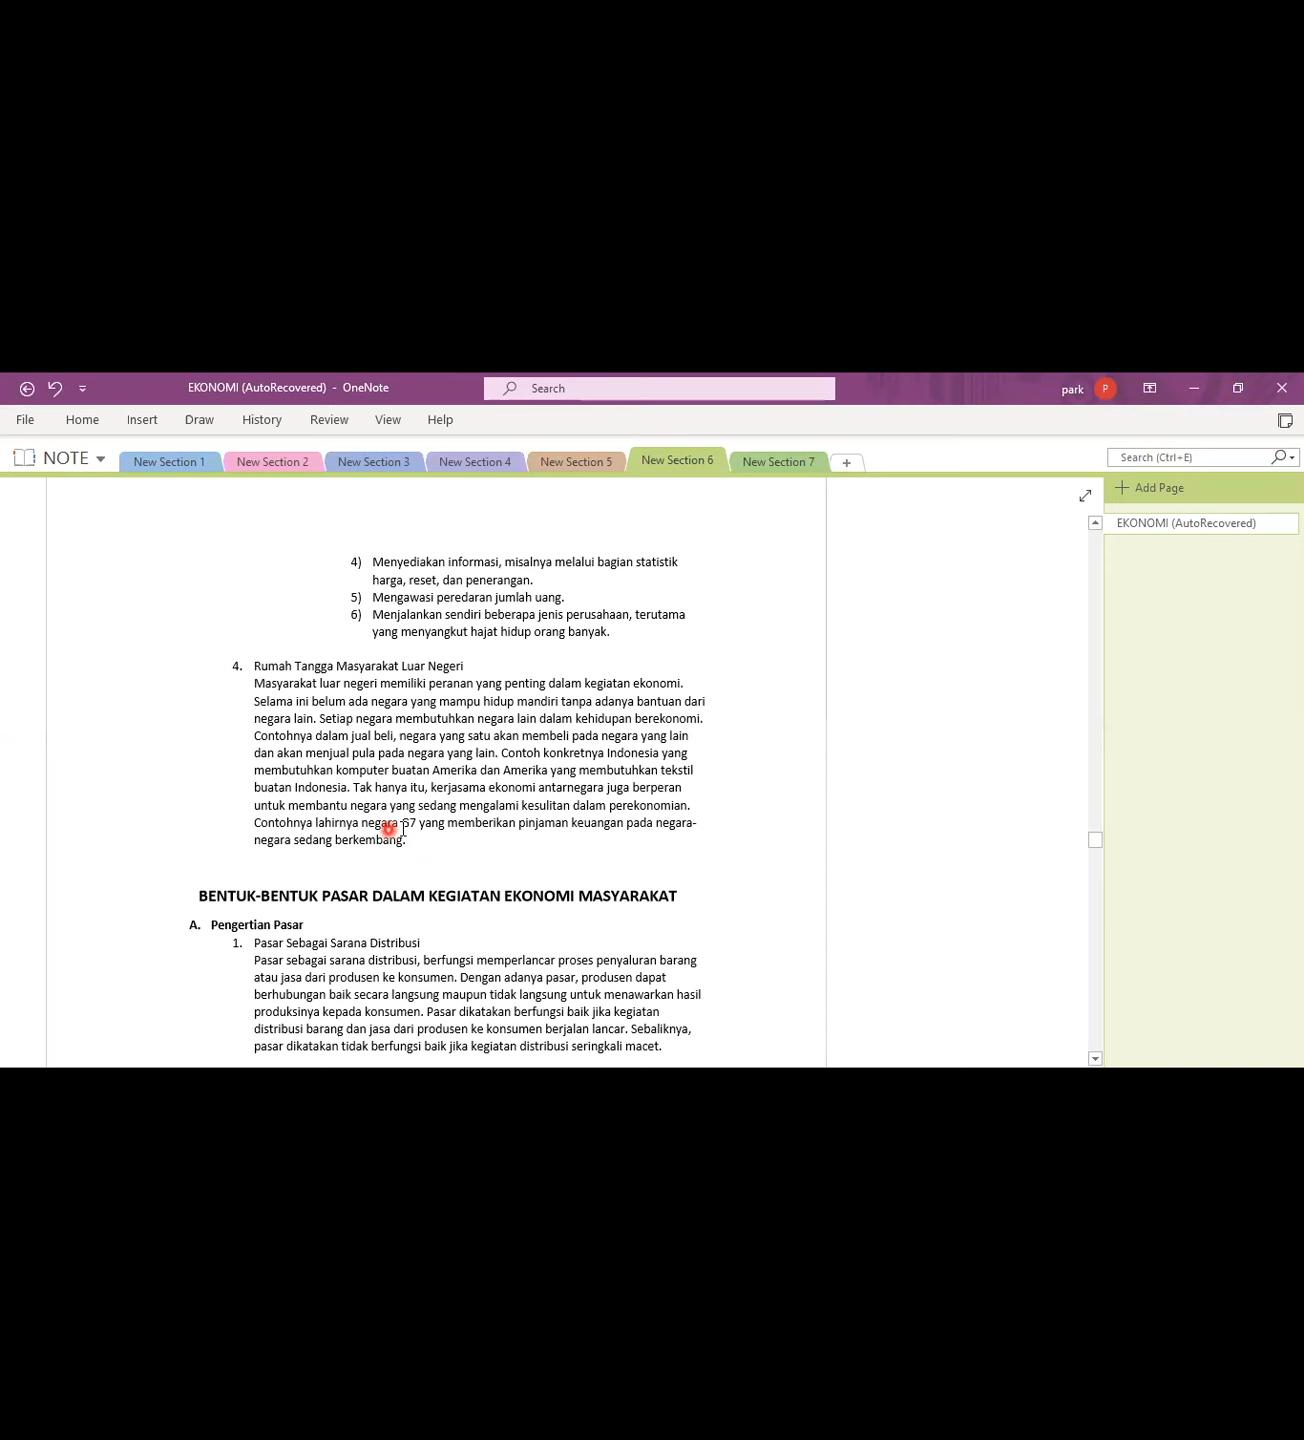 EKONOMI (AutoRecovered) - OneNote
Search
park
P
File Home Insert Draw History Review View Help
NOTE
New Section 1 New Section 2 New Section 3 New Section 4 New Section 5 New Section 6 New Section 7 +
Search (Ctrl+E)
Add Page
EKONOMI (AutoRecovered)
4) Menyediakan informasi, misalnya melalui bagian statistik
harga, reset, dan penerangan.
5) Mengawasi peredaran jumlah uang.
6) Menjalankan sendiri beberapa jenis perusahaan, terutama
yang menyangkut hajat hidup orang banyak.
4. Rumah Tangga Masyarakat Luar Negeri
Masyarakat luar negeri memiliki peranan yang penting dalam kegiatan ekonomi.
Selama ini belum ada negara yang mampu hidup mandiri tanpa adanya bantuan dari
negara lain. Setiap negara membutuhkan negara lain dalam kehidupan berekonomi.
Contohnya dalam jual beli, negara yang satu akan membeli pada negara yang lain
dan akan menjual pula pada negara yang lain. Contoh konkretnya Indonesia yang
membutuhkan komputer buatan Amerika dan Amerika yang membutuhkan tekstil
buatan Indonesia. Tak hanya itu, kerjasama ekonomi antarnegara juga berperan
untuk membantu negara yang sedang mengalami kesulitan dalam perekonomian.
Contohnya lahirnya negara G7 yang memberikan pinjaman keuangan pada negara-
negara sedang berkembang.
BENTUK-BENTUK PASAR DALAM KEGIATAN EKONOMI MASYARAKAT
A. Pengertian Pasar
1. Pasar Sebagai Sarana Distribusi
Pasar sebagai sarana distribusi, berfungsi memperlancar proses penyaluran barang
atau jasa dari produsen ke konsumen. Dengan adanya pasar, produsen dapat
berhubungan baik secara langsung maupun tidak langsung untuk menawarkan hasil
produksinya kepada konsumen. Pasar dikatakan berfungsi baik jika kegiatan
distribusi barang dan jasa dari produsen ke konsumen berjalan lancar. Sebaliknya,
pasar dikatakan tidak berfungsi baik jika kegiatan distribusi seringkali macet.